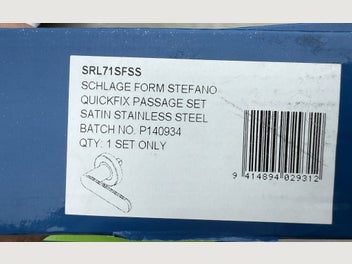 SRL71SFSS
SCHLAGE FORM STEFANO
QUICKFIX PASSAGE SET
SATIN STAINLESS STEEL
BATCH NO. P140934
QTY: 1 SET ONLY
9 414894 029312